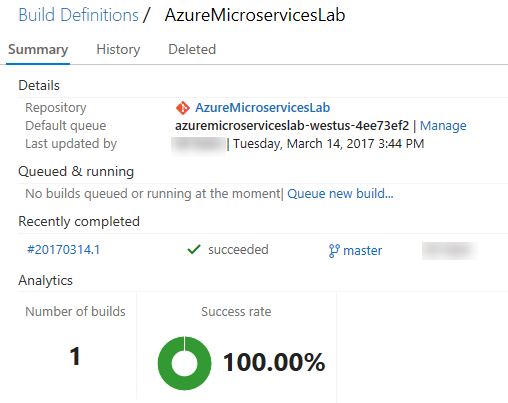 Build Definitions / AzureMicroservicesLab
Summary History Deleted
Details
Repository AzureMicroservicesLab
Default queue azuremicroserviceslab-westus-4ee73ef2 | Manage
Last updated by | Tuesday, March 14, 2017 3:44 PM
Queued & running
No builds queued or running at the moment| Queue new build...
Recently completed
#20170314.1 succeeded master
Analytics
Number of builds Success rate
1 100.00%